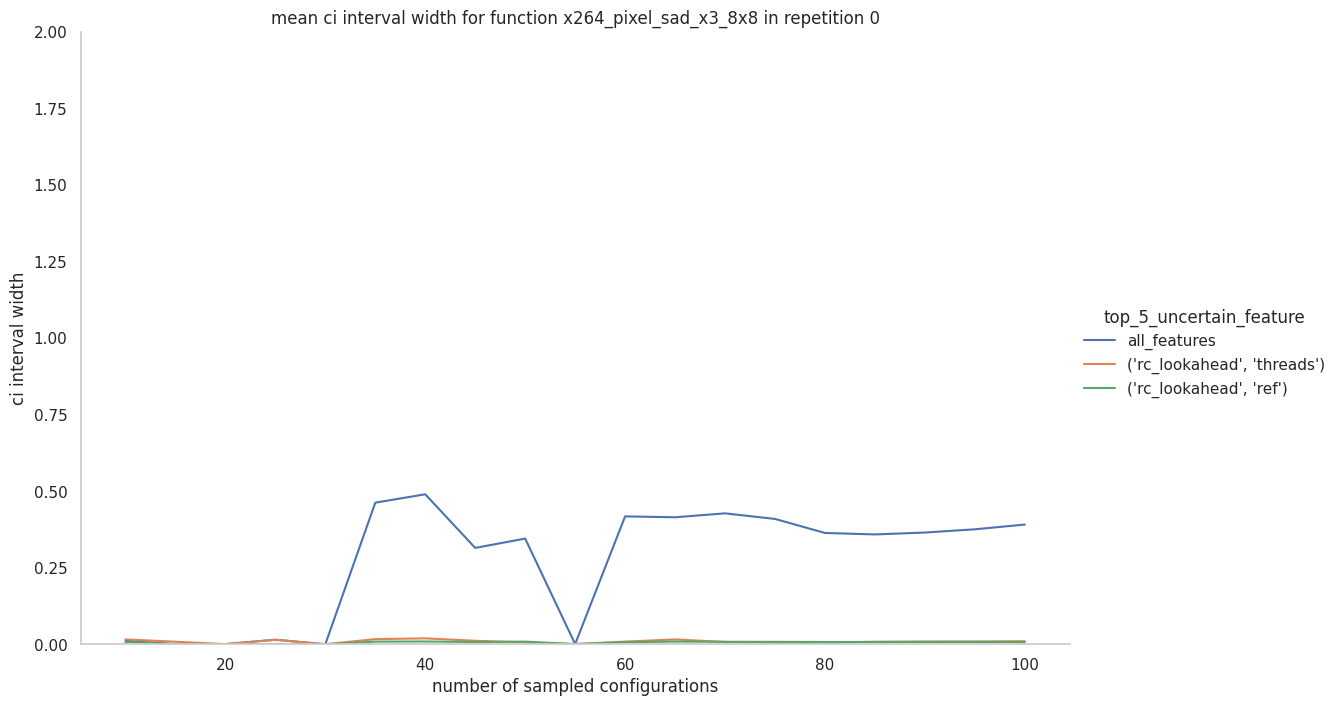 mean ci interval width for function x264_pixel_sad_x3_8x8 in repetition 0
2.00
1.75
1.50
1.25
1.00
0.75
0.50
0.25
0.00
ci interval width
20
40
60
80
100
number of sampled configurations
top_5_uncertain_feature
all_features
('rc_lookahead', 'threads')
('rc_lookahead', 'ref')